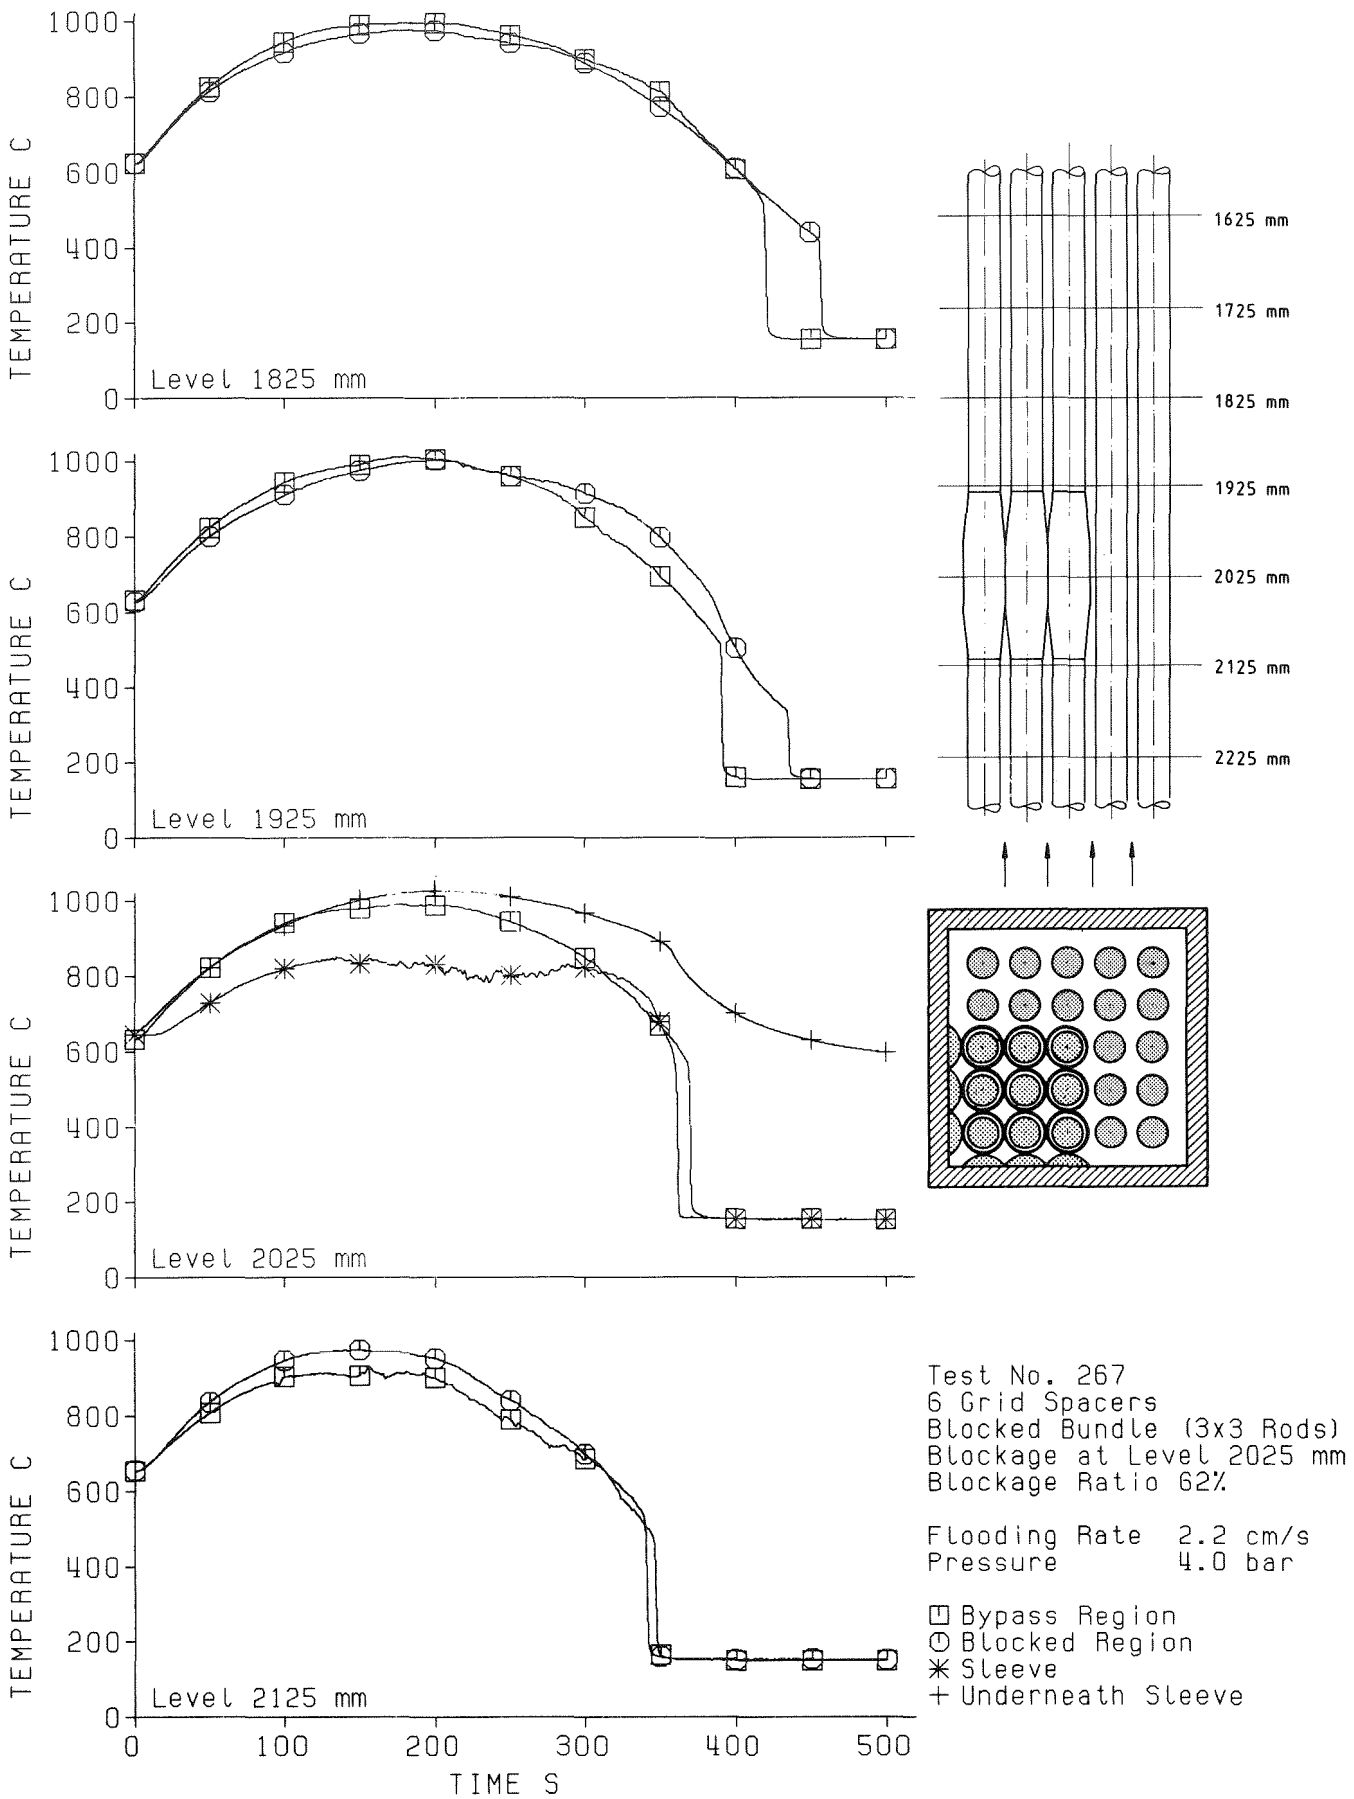 1000
800
600
400
200
0
TEMPERATURE C
Level 1825 mm
1000
800
600
400
200
0
TEMPERATURE C
Level 1925 mm
1000
800
600
400
200
0
TEMPERATURE C
Level 2025 mm
1000
800
600
400
200
0
TEMPERATURE C
Level 2125 mm
0 100 200 300 400 500
TIME S
1625 mm
1725 mm
1825 mm
1925 mm
2025 mm
2125 mm
2225 mm
Test No. 267
6 Grid Spacers
Blocked Bundle (3x3 Rods)
Blockage at Level 2025 mm
Blockage Ratio 62%
Flooding Rate 2.2 cm/s
Pressure 4.0 bar
Bypass Region
Blocked Region
Sleeve
Underneath Sleeve